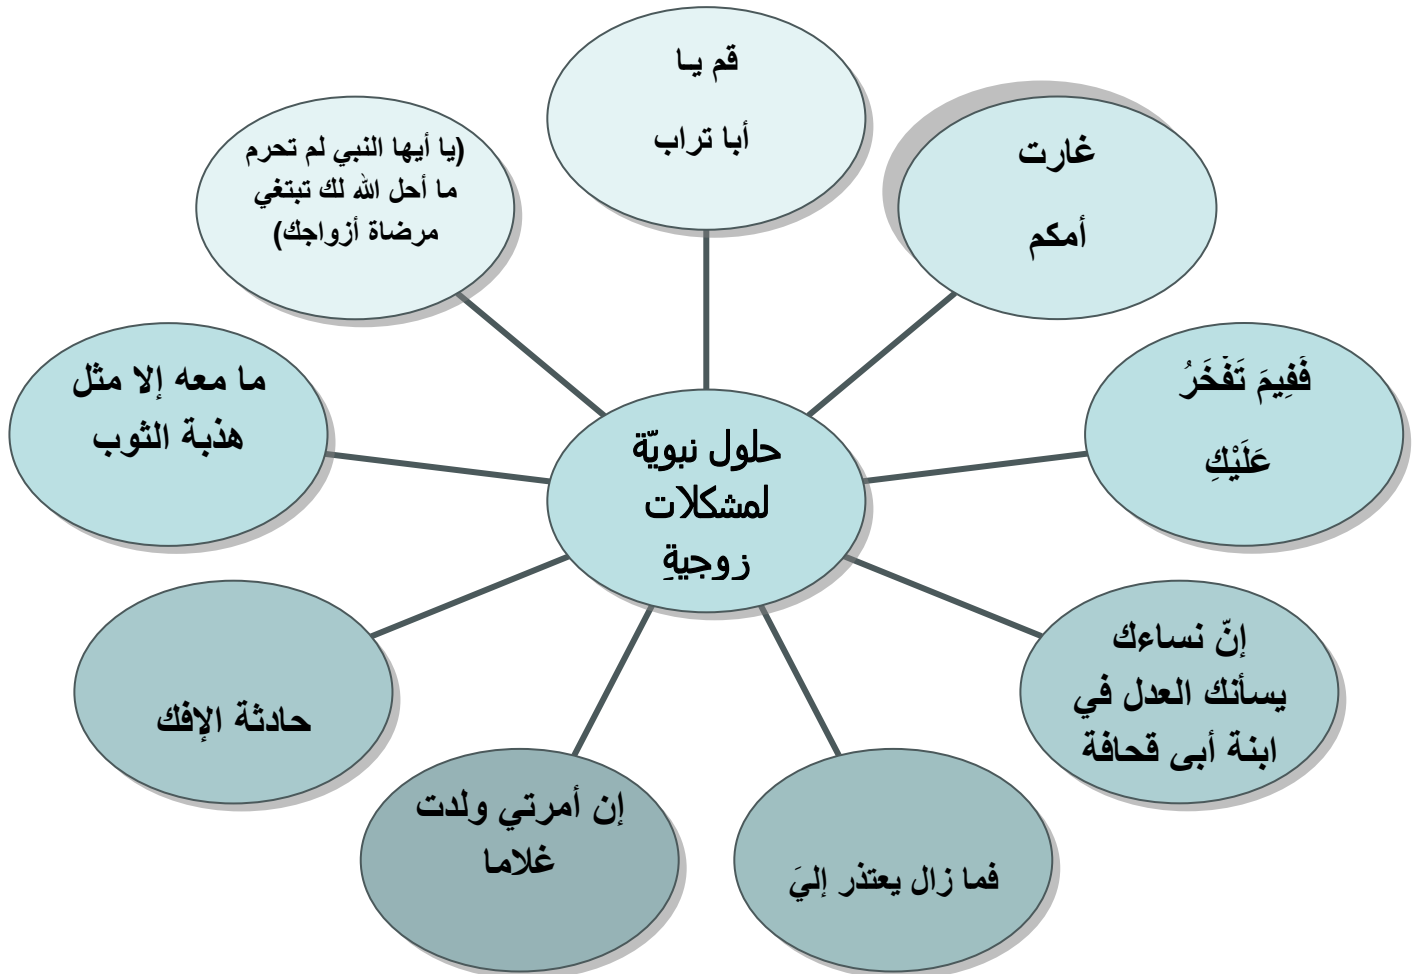 قم يا
أبا تراب
غارت
أمكم
فَفِيمَ تَفْخَرُ
عَلَيْكِ
إنّ نساءك
يسأنك العدل في
ابنة أبى قحافة
فما زال يعتذر إليَ
إن أمرتي ولدت
غلاما
حادثة الإفك
ما معه إلا مثل
هذبة الثوب
(يا أيها النبي لم تحرم
ما أحل الله لك تبتغي
مرضاة أزواجك)
حلول نبويّة
لمشكلات
زوجيةٍ